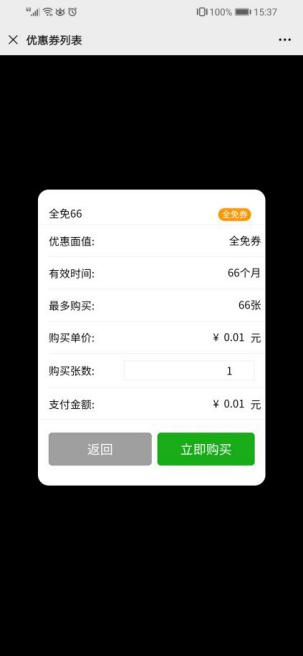 100% 15:37
优惠券列表
全免66 全免券
优惠面值: 全免券
有效时间: 66个月
最多购买: 66张
购买单价: ¥ 0.01 元
购买张数: 1
支付金额: ¥ 0.01 元
返回 立即购买